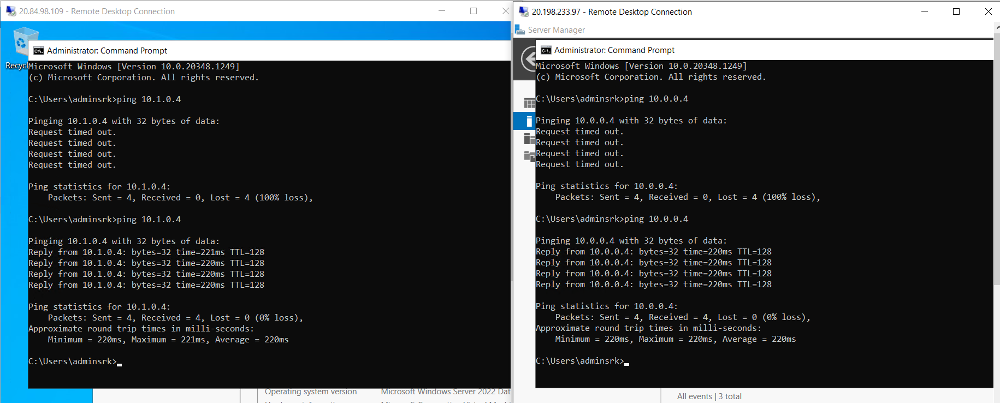 20.84.98.109 - Remote Desktop Connection
Recycl
Administrator: Command Prompt
Microsoft Windows [Version 10.0.20348.1249]
(c) Microsoft Corporation. All rights reserved.
C:\Users\adminsrk>ping 10.1.0.4
Pinging 10.1.0.4 with 32 bytes of data:
Request timed out.
Request timed out.
Request timed out.
Request timed out.
Ping statistics for 10.1.0.4:
Packets: Sent = 4, Received = 0, Lost = 4 (100% loss),
C:\Users\adminsrk>ping 10.1.0.4
Pinging 10.1.0.4 with 32 bytes of data:
Reply from 10.1.0.4: bytes=32 time=221ms TTL=128
Reply from 10.1.0.4: bytes=32 time=220ms TTL=128
Reply from 10.1.0.4: bytes=32 time=220ms TTL=128
Reply from 10.1.0.4: bytes=32 time=220ms TTL=128
Ping statistics for 10.1.0.4:
Packets: Sent = 4, Received = 4, Lost = 0 (0% loss),
Approximate round trip times in milli-seconds:
Minimum = 220ms, Maximum = 221ms, Average = 220ms
C:\Users\adminsrk>
Operating system version Microsoft Windows Server 2022 Dat
20.198.233.97 - Remote Desktop Connection
Server Manager
Administrator: Command Prompt
Microsoft Windows [Version 10.0.20348.1249]
(c) Microsoft Corporation. All rights reserved.
C:\Users\adminsrk>ping 10.0.0.4
Pinging 10.0.0.4 with 32 bytes of data:
Request timed out.
Request timed out.
Request timed out.
Request timed out.
Ping statistics for 10.0.0.4:
Packets: Sent = 4, Received = 0, Lost = 4 (100% loss),
C:\Users\adminsrk>ping 10.0.0.4
Pinging 10.0.0.4 with 32 bytes of data:
Reply from 10.0.0.4: bytes=32 time=220ms TTL=128
Reply from 10.0.0.4: bytes=32 time=220ms TTL=128
Reply from 10.0.0.4: bytes=32 time=220ms TTL=128
Reply from 10.0.0.4: bytes=32 time=220ms TTL=128
Ping statistics for 10.0.0.4:
Packets: Sent = 4, Received = 4, Lost = 0 (0% loss),
Approximate round trip times in milli-seconds:
Minimum = 220ms, Maximum = 220ms, Average = 220ms
C:\Users\adminsrk>
All events | 3 total